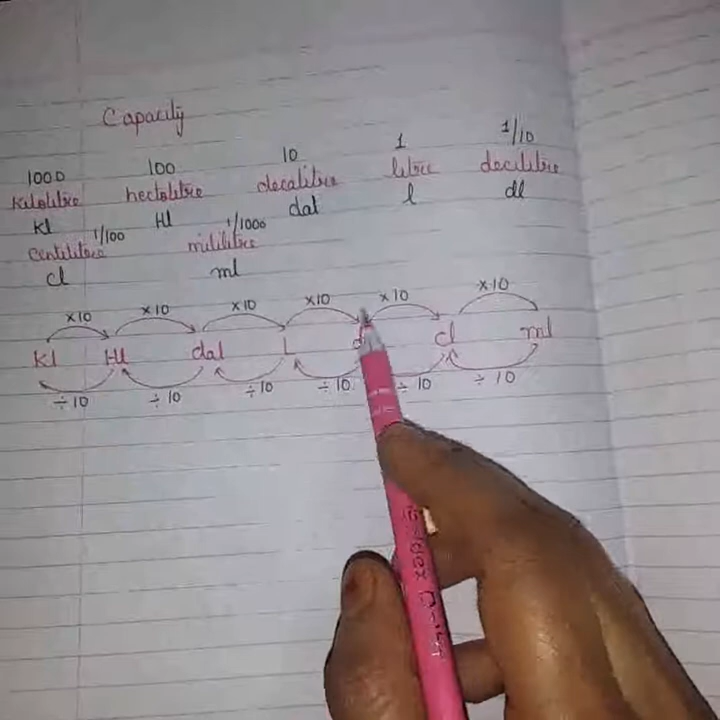 Capacity
1000 100 10 1 1/10
Kilolitre hectolitre decalitre litre decilitre
Kl Hl dal l dl
centilitre 1/100 millilitre 1/1000
cl ml
×10 ×10 ×10 ×10 ×10 ×10
Kl Hl dal l d cl ml
÷10 ÷10 ÷10 ÷10 ÷10 ÷10